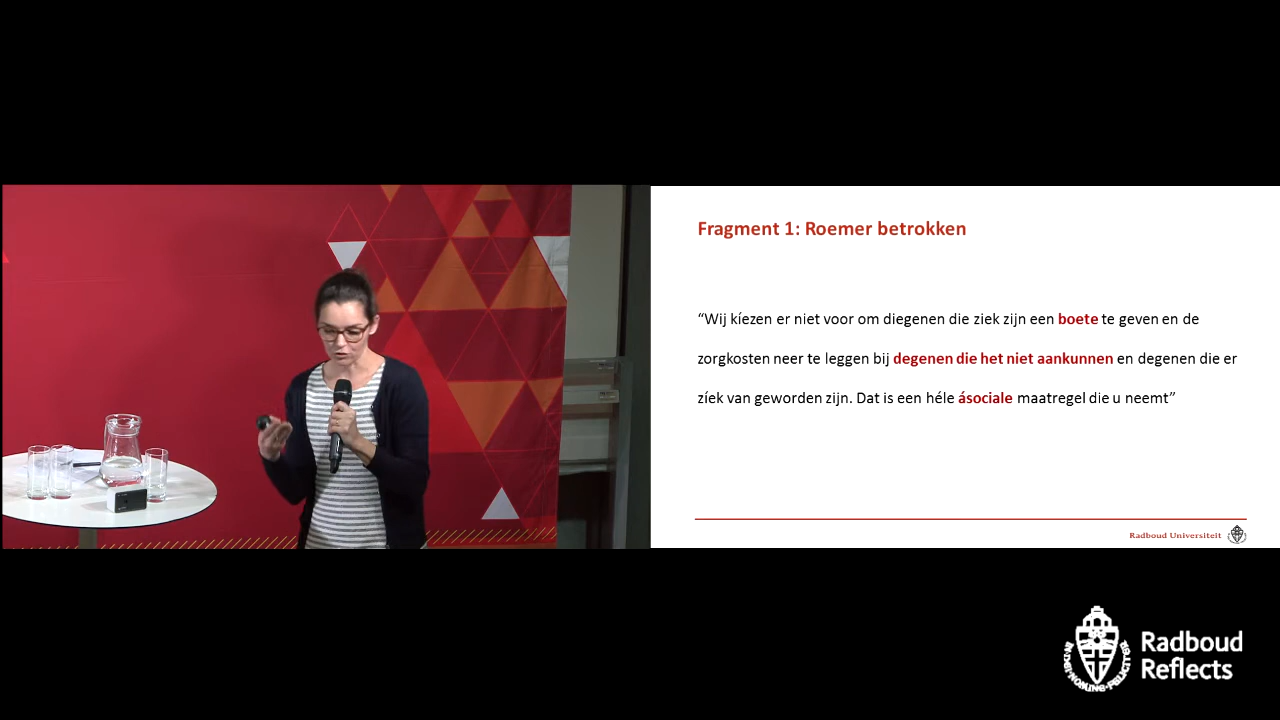 Fragment 1: Roemer betrokken
“Wij kíezen er niet voor om diegenen die ziek zijn een boete te geven en de
zorgkosten neer te leggen bij degenen die het niet aankunnen en degenen die er
zíek van geworden zijn. Dat is een héle ásociale maatregel die u neemt”
Radboud Universiteit
Radboud
Reflects